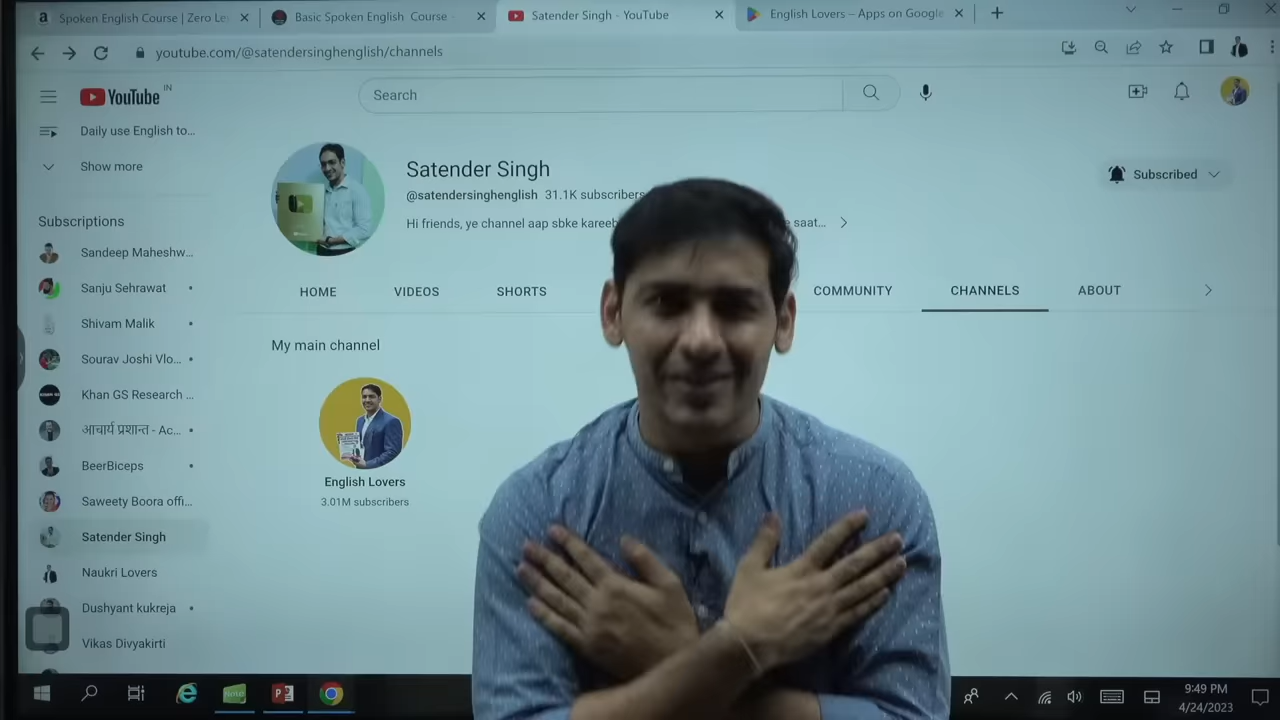 Spoken English Course | Zero Le
Basic Spoken English Course
Satender Singh - YouTube
English Lovers – Apps on Google
youtube.com/@satendersinghenglish/channels
YouTube IN
Search
Daily use English to...
Show more
Subscriptions
Sandeep Maheshw...
Sanju Sehrawat
Shivam Malik
Sourav Joshi Vlo...
Khan GS Research ...
आचार्य प्रशान्त - Ac...
BeerBiceps
Saweety Boora offi...
Satender Singh
Naukri Lovers
Dushyant kukreja
Vikas Divyakirti
Satender Singh
@satendersinghenglish 31.1K subscribers
Hi friends, ye channel aap sbke kareeb saat...
Subscribed
HOME VIDEOS SHORTS COMMUNITY CHANNELS ABOUT
My main channel
English Lovers
3.01M subscribers
9:49 PM
4/24/2023